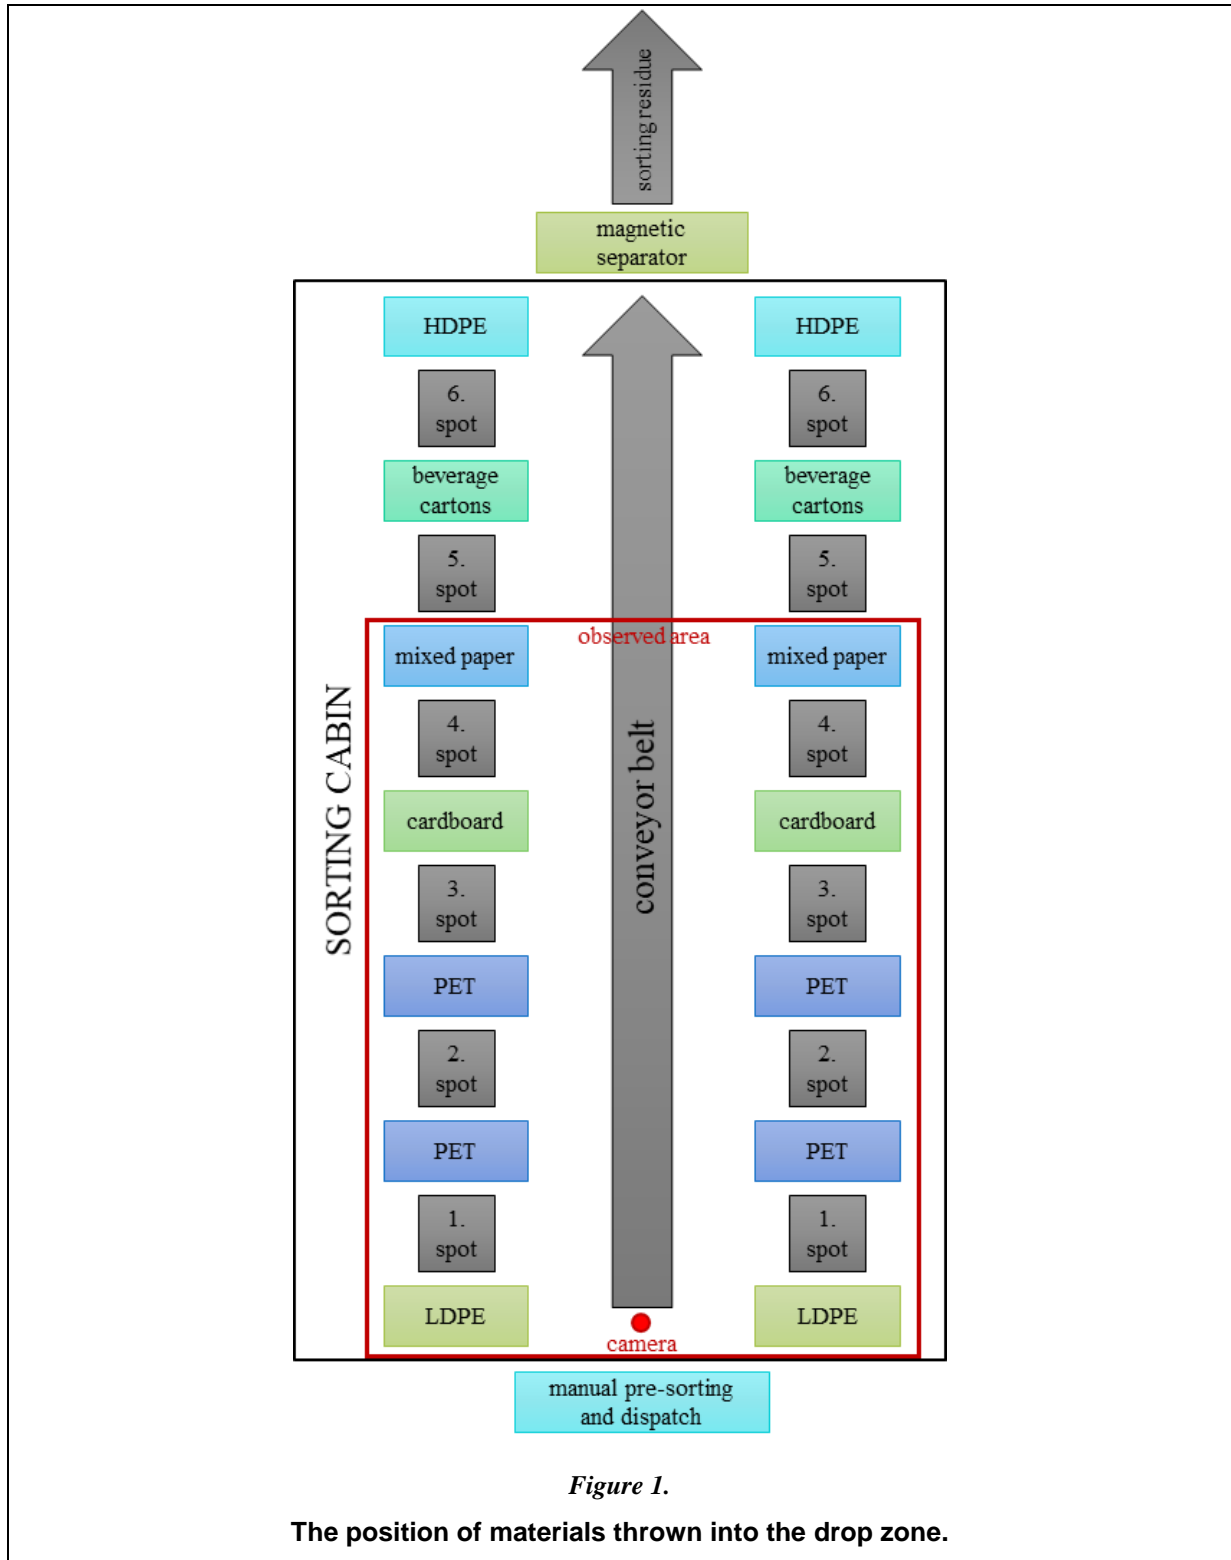 sorting residue
magnetic
separator
HDPE
HDPE
6.
spot
6.
spot
beverage
cartons
beverage
cartons
5.
spot
5.
spot
observed area
mixed paper
mixed paper
4.
spot
4.
spot
SORTING CABIN
conveyor belt
cardboard
cardboard
3.
spot
3.
spot
PET
PET
2.
spot
2.
spot
PET
PET
1.
spot
1.
spot
LDPE
LDPE
camera
manual pre-sorting
and dispatch
Figure 1.
The position of materials thrown into the drop zone.